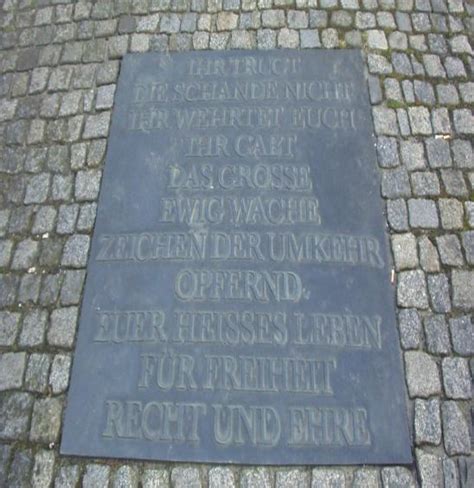 IHR TRUGT
DIE SCHANDE NICHT
IHR WEHRTET EUCH
IHR GABT
DAS GROSSE
EWIG WACHE
ZEICHEN DER UMKEHR
OPFERND
EUER HEISSES LEBEN
FÜR FREIHEIT
RECHT UND EHRE